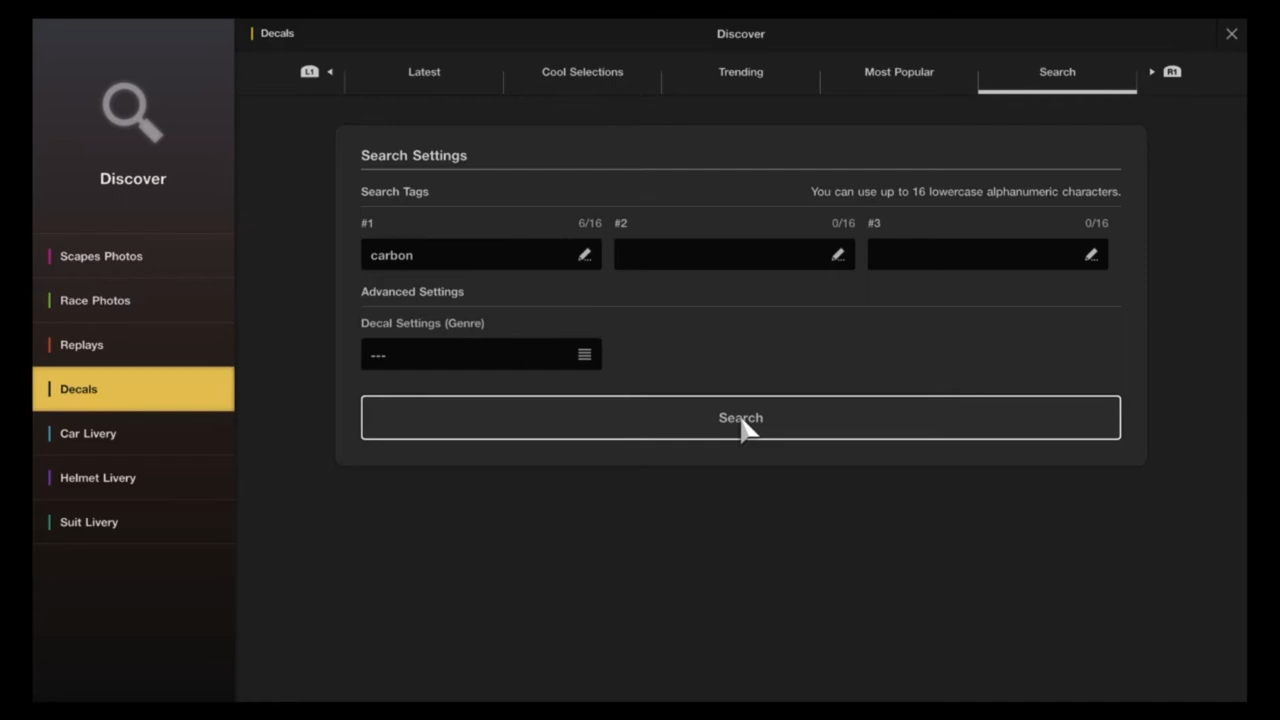 Decals
Discover
L1
Latest
Cool Selections
Trending
Most Popular
Search
R1
Discover
Scapes Photos
Race Photos
Replays
Decals
Car Livery
Helmet Livery
Suit Livery
Search Settings
Search Tags
You can use up to 16 lowercase alphanumeric characters.
#1 6/16 #2 0/16 #3 0/16
carbon
Advanced Settings
Decal Settings (Genre)
---
Search